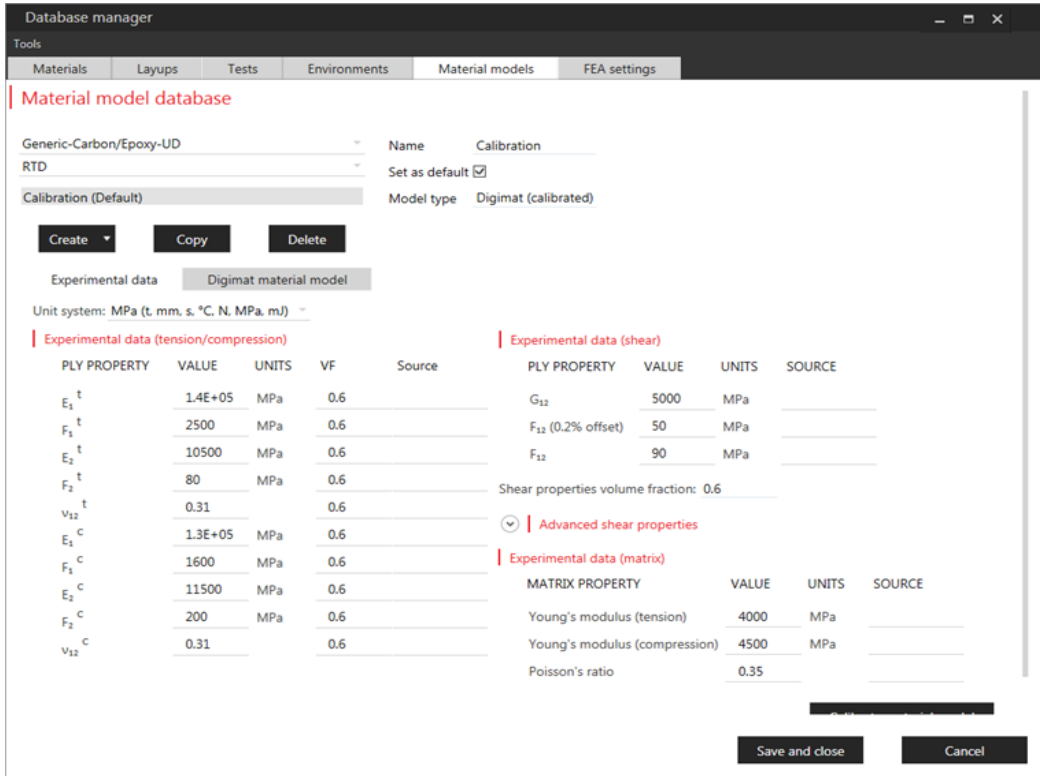 Database manager
Tools
Materials Layups Tests Environments Material models FEA settings
Material model database
Generic-Carbon/Epoxy-UD
RTD
Calibration (Default)
Name Calibration
Set as default
Model type Digimat (calibrated)
Create Copy Delete
Experimental data Digimat material model
Unit system: MPa (t, mm, s, °C, N, MPa, mJ)
Experimental data (tension/compression)
PLY PROPERTY VALUE UNITS VF Source
E₁ᵗ 1.4E+05 MPa 0.6
F₁ᵗ 2500 MPa 0.6
E₂ᵗ 10500 MPa 0.6
F₂ᵗ 80 MPa 0.6
ν₁₂ᵗ 0.31 0.6
E₁ᶜ 1.3E+05 MPa 0.6
F₁ᶜ 1600 MPa 0.6
E₂ᶜ 11500 MPa 0.6
F₂ᶜ 200 MPa 0.6
ν₁₂ᶜ 0.31 0.6
Experimental data (shear)
PLY PROPERTY VALUE UNITS SOURCE
G₁₂ 5000 MPa
F₁₂ (0.2% offset) 50 MPa
F₁₂ 90 MPa
Shear properties volume fraction: 0.6
Advanced shear properties
Experimental data (matrix)
MATRIX PROPERTY VALUE UNITS SOURCE
Young's modulus (tension) 4000 MPa
Young's modulus (compression) 4500 MPa
Poisson's ratio 0.35
Save and close Cancel